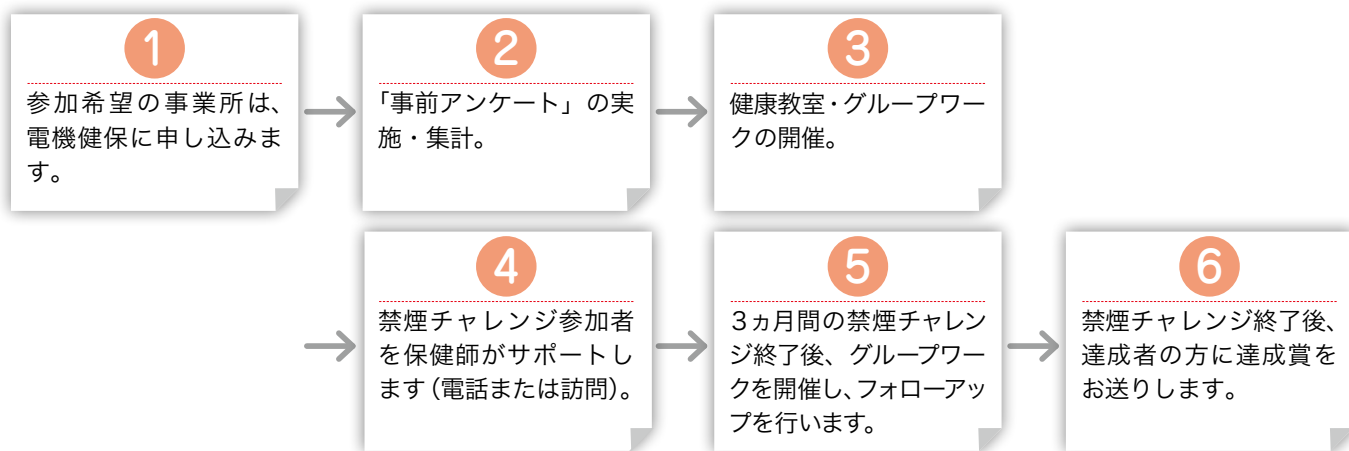 1
参加希望の事業所は、
電機健保に申し込みま
す。
2
「事前アンケート」の実
施・集計。
3
健康教室・グループワー
クの開催。
4
禁煙チャレンジ参加者
を保健師がサポートし
ます(電話または訪問)。
5
3ヵ月間の禁煙チャレン
ジ終了後、グループワー
クを開催し、フォローアッ
プを行います。
6
禁煙チャレンジ終了後、
達成者の方に達成賞を
お送りします。